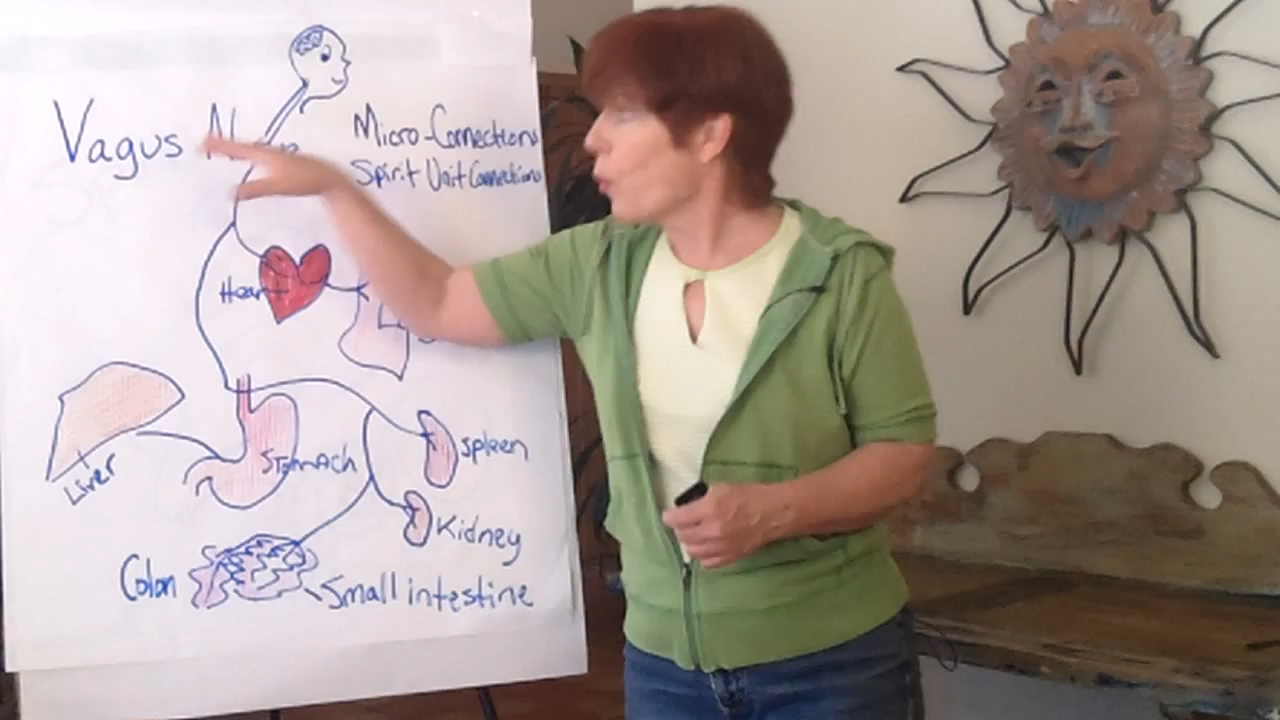 Vagus
Micro-Connections
Spirit Unit Connections
Heart
Liver
Stomach
Spleen
Kidney
Colon
Small intestine